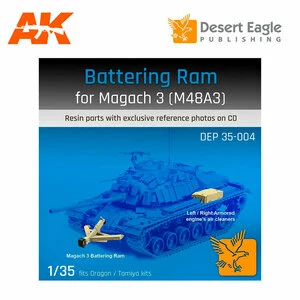 AK
Desert Eagle
PUBLISHING
Battering Ram
for Magach 3 (M48A3)
Resin parts with exclusive reference photos on CD
DEP 35-004
Left / Right Armored
engine's air cleaners
Magach 3 Battering Ram
1/35 fits Dragon / Tamiya kits